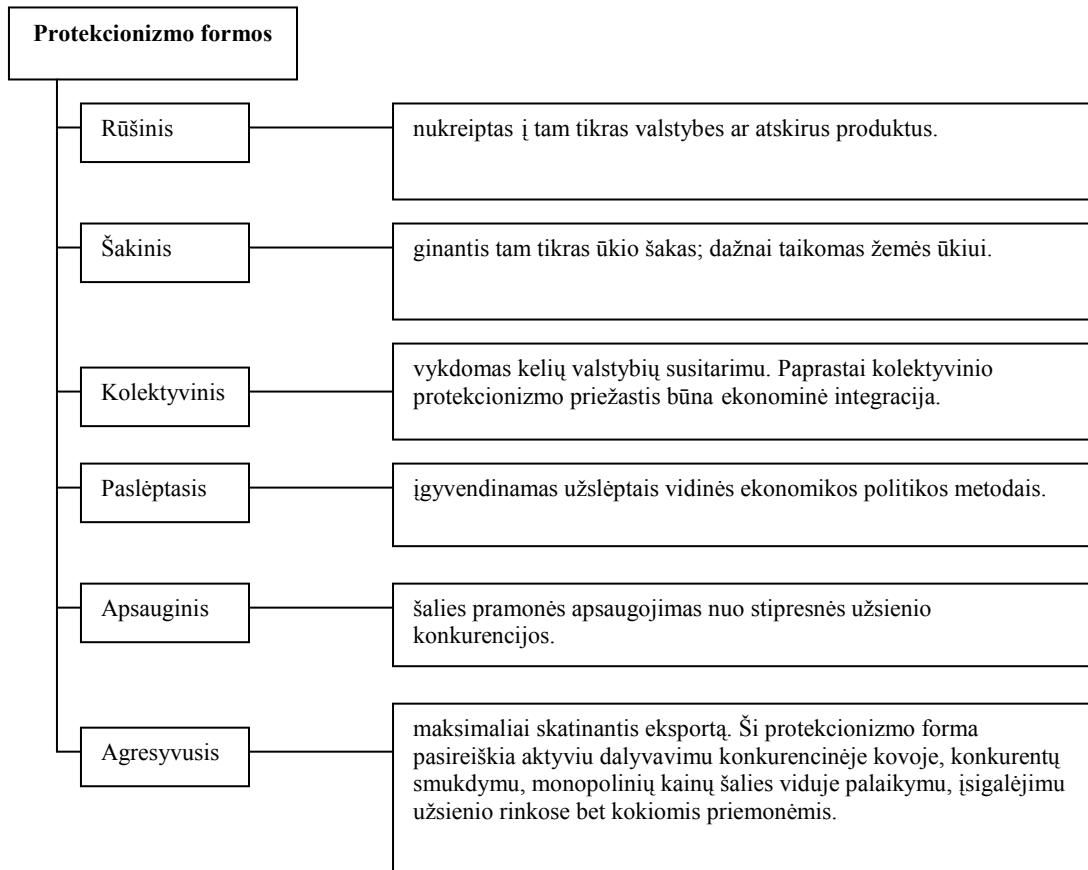 Protekcionizmo formos
Rūšinis
nukreiptas į tam tikras valstybes ar atskirus produktus.
Šakinis
ginantis tam tikras ūkio šakas; dažnai taikomas žemės ūkiui.
Kolektyvinis
vykdomas kelių valstybių susitarimu. Paprastai kolektyvinio
protekcionizmo priežastis būna ekonominė integracija.
Paslėptasis
įgyvendinamas užslėptais vidinės ekonomikos politikos metodais.
Apsauginis
šalies pramonės apsaugojimas nuo stipresnės užsienio
konkurencijos.
Agresyvusis
maksimaliai skatinantis eksportą. Ši protekcionizmo forma
pasireiškia aktyviu dalyvavimu konkurencinėje kovoje, konkurentų
smukdymu, monopolinių kainų šalies viduje palaikymu, įsigalėjimu
užsienio rinkose bet kokiomis priemonėmis.